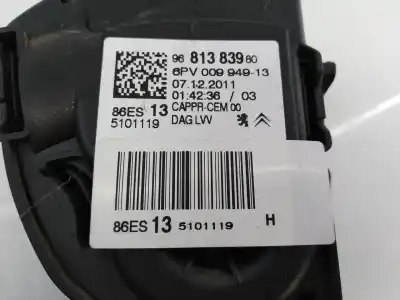 96 813 839 80
6PV 009 949-13
07.12.2011
01:42:36 / 03
86ES 13 CAPPR-CEM 00
5101119 DAG LVV
86ES 13 5101119 H